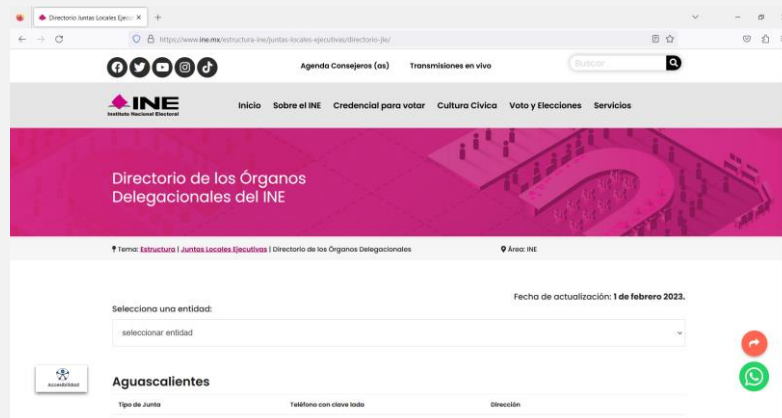 Directorio Juntas Locales Ejecu
https://www.ine.mx/estructura-ine/juntas-locales-ejecutivas/directorio-jle/
Agenda Consejeros (as) Transmisiones en vivo Buscar
INE
Instituto Nacional Electoral
Inicio Sobre el INE Credencial para votar Cultura Cívica Voto y Elecciones Servicios
Directorio de los Órganos
Delegacionales del INE
Tema: Estructura | Juntas Locales Ejecutivas | Directorio de los Órganos Delegacionales Área: INE
Fecha de actualización: 1 de febrero 2023.
Selecciona una entidad:
seleccionar entidad
Accesibilidad
Aguascalientes
Tipo de Junta Teléfono con clave lada Dirección